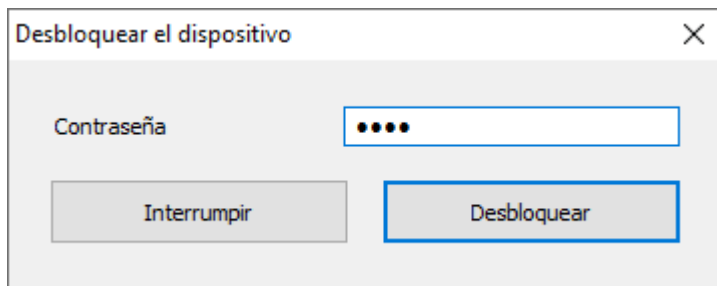 Desbloquear el dispositivo
Contraseña ••••
Interrumpir Desbloquear